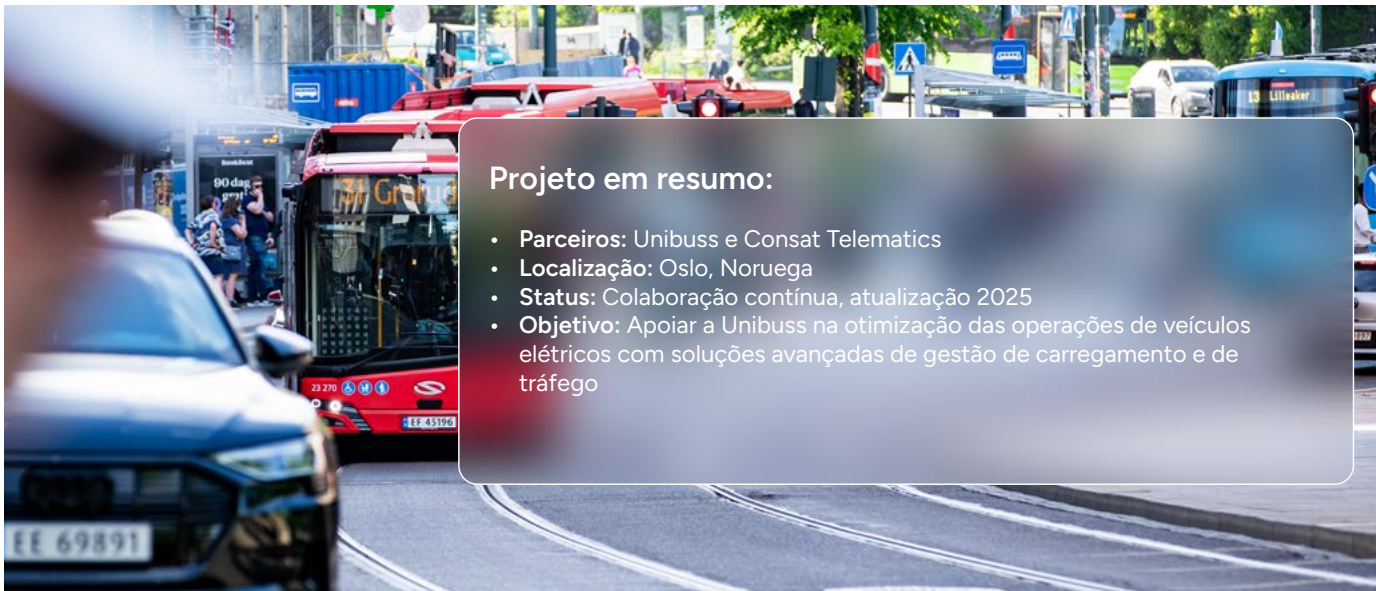 13 Lilleaker
BookBeat
90 dag
31 Grorud
Projeto em resumo:
• Parceiros: Unibuss e Consat Telematics
• Localização: Oslo, Noruega
• Status: Colaboração contínua, atualização 2025
• Objetivo: Apoiar a Unibuss na otimização das operações de veículos
elétricos com soluções avançadas de gestão de carregamento e de
tráfego
23 270
EF 45196
EE 69891